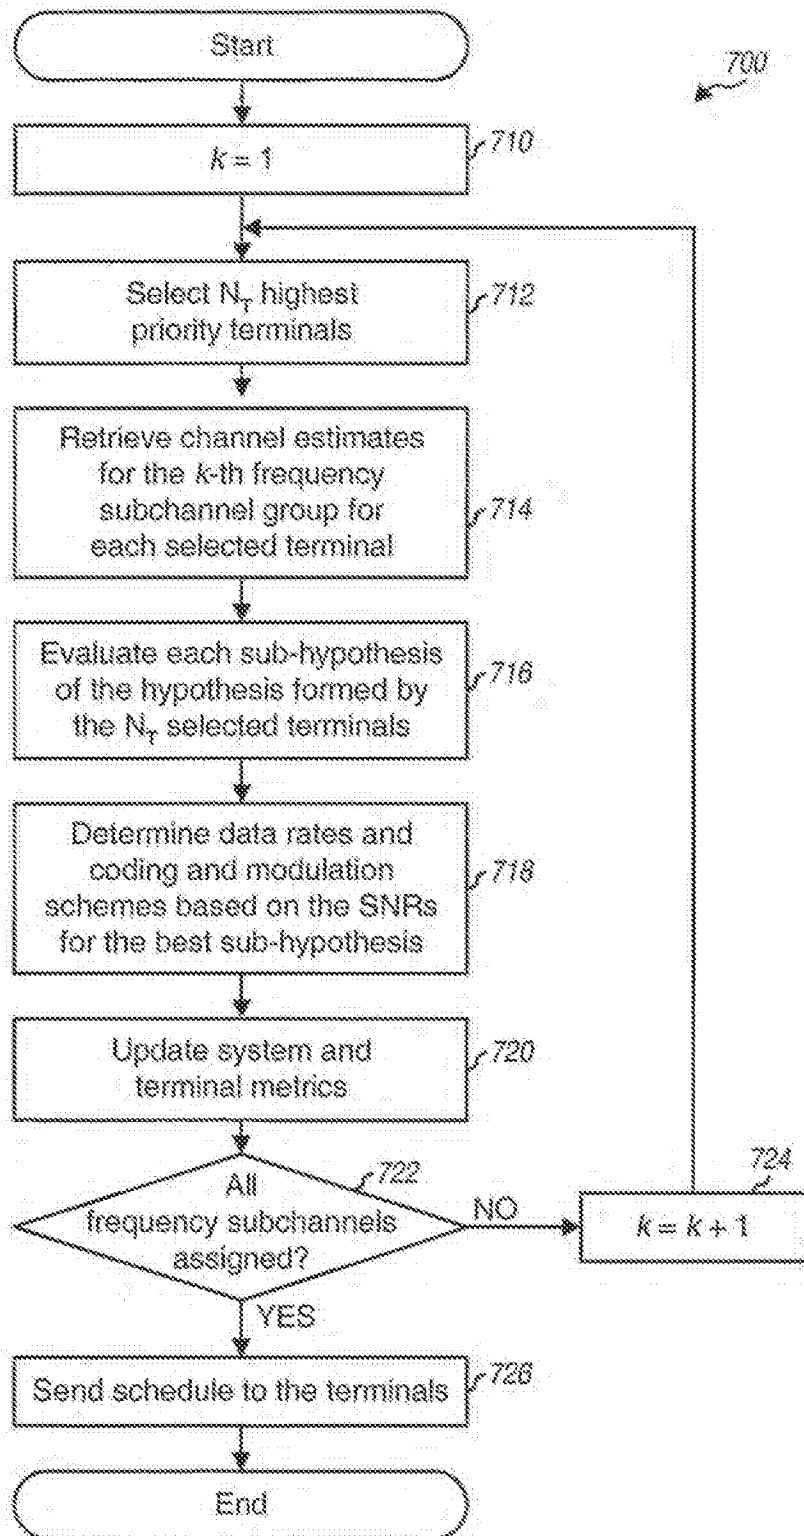 Start
700
k = 1
710
Select N_T highest
priority terminals
712
Retrieve channel estimates
for the k-th frequency
subchannel group for
each selected terminal
714
Evaluate each sub-hypothesis
of the hypothesis formed by
the N_T selected terminals
716
Determine data rates and
coding and modulation
schemes based on the SNRs
for the best sub-hypothesis
718
Update system and
terminal metrics
720
All
frequency subchannels
assigned?
722
NO
724
k = k + 1
YES
Send schedule to the terminals
726
End